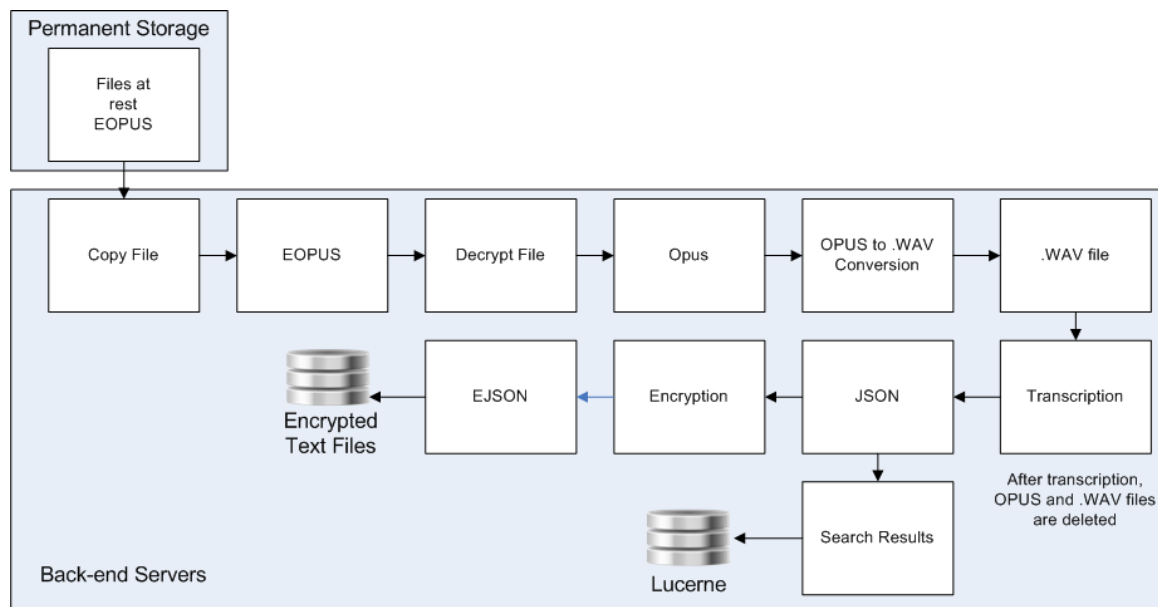 Permanent Storage
Files at
rest
EOPUS
Copy File
EOPUS
Decrypt File
Opus
OPUS to .WAV
Conversion
.WAV file
Encrypted
Text Files
EJSON
Encryption
JSON
Transcription
After transcription,
OPUS and .WAV files
are deleted
Search Results
Lucerne
Back-end Servers